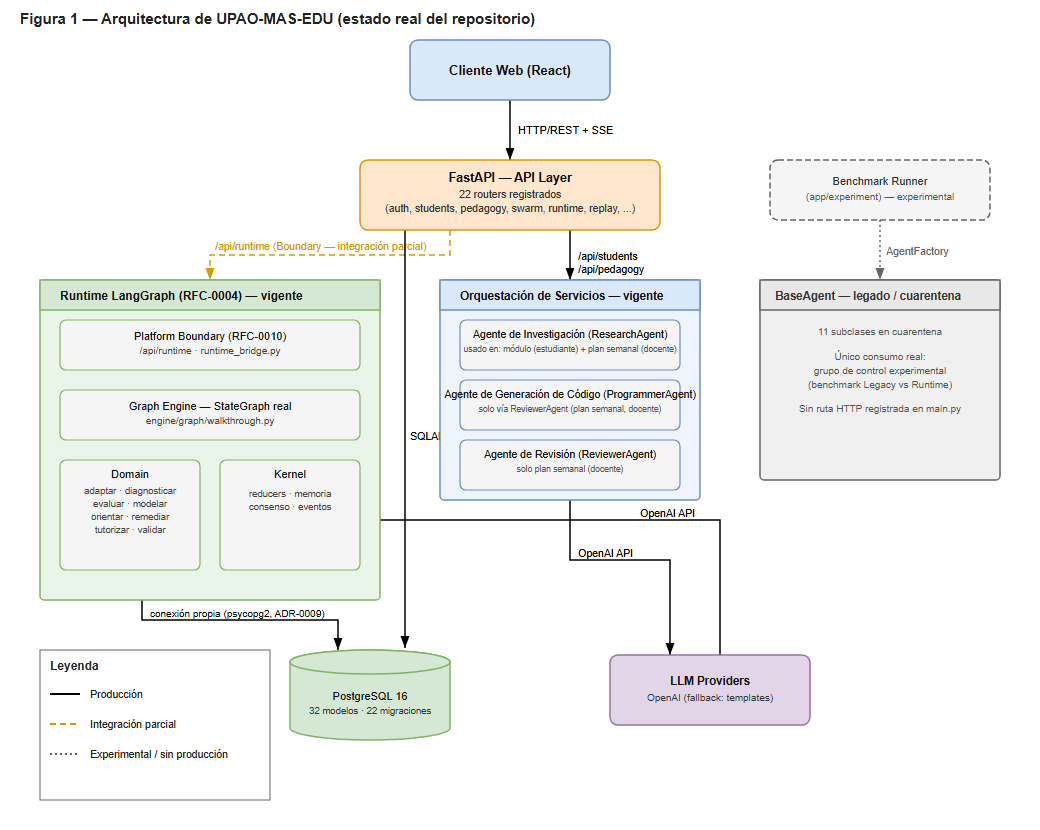 Figura 1 — Arquitectura de UPAO-MAS-EDU (estado real del repositorio)
Cliente Web (React)
HTTP/REST + SSE
FastAPI — API Layer
22 routers registrados
(auth, students, pedagogy, swarm, runtime, replay, ...)
Benchmark Runner
(app/experiment) — experimental
/api/runtime (Boundary — integración parcial)
/api/students
/api/pedagogy
AgentFactory
Runtime LangGraph (RFC-0004) — vigente
Platform Boundary (RFC-0010)
/api/runtime · runtime_bridge.py
Graph Engine — StateGraph real
engine/graph/walkthrough.py
Domain
adaptar · diagnosticar
evaluar · modelar
orientar · remediar
tutorizar · validar
Kernel
reducers · memoria
consenso · eventos
SQLAl
Orquestación de Servicios — vigente
Agente de Investigación (ResearchAgent)
usado en: módulo (estudiante) + plan semanal (docente)
Agente de Generación de Código (ProgrammerAgent)
solo vía ReviewerAgent (plan semanal, docente)
Agente de Revisión (ReviewerAgent)
solo plan semanal (docente)
BaseAgent — legado / cuarentena
11 subclases en cuarentena
Único consumo real:
grupo de control experimental
(benchmark Legacy vs Runtime)
Sin ruta HTTP registrada en main.py
OpenAI API
OpenAI API
conexión propia (psycopg2, ADR-0009)
Leyenda
Producción
Integración parcial
Experimental / sin producción
PostgreSQL 16
32 modelos · 22 migraciones
LLM Providers
OpenAI (fallback: templates)